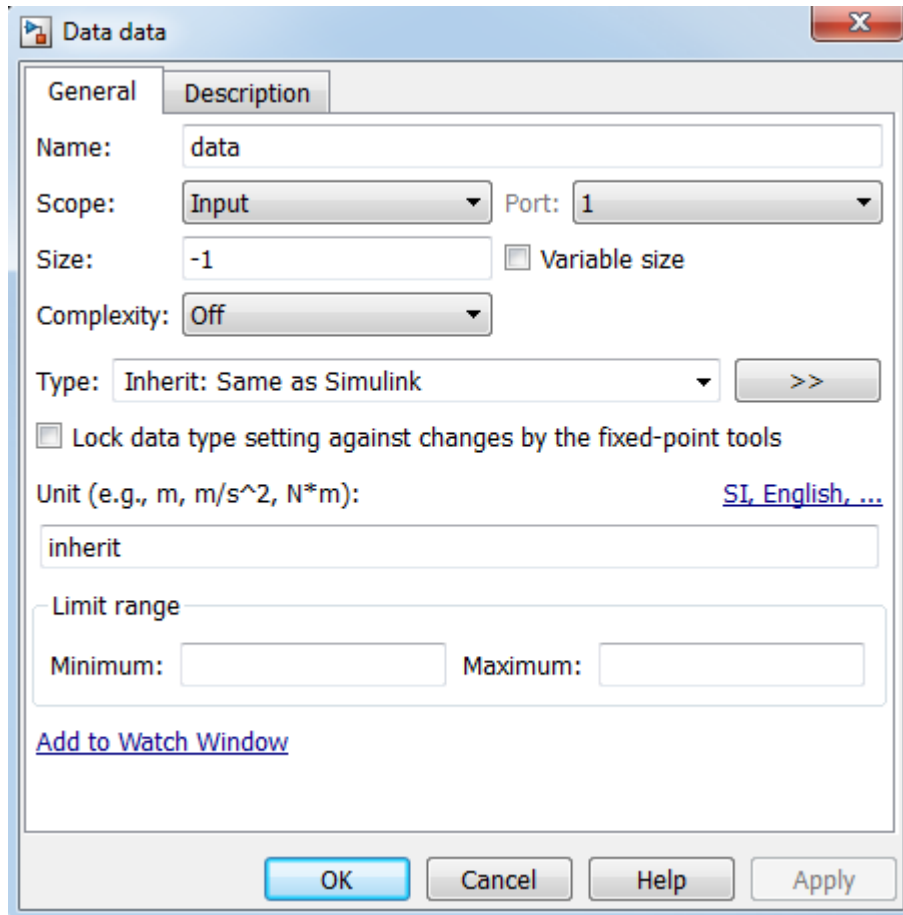 Data data
General Description
Name: data
Scope: Input Port: 1
Size: -1 Variable size
Complexity: Off
Type: Inherit: Same as Simulink >>
Lock data type setting against changes by the fixed-point tools
Unit (e.g., m, m/s^2, N*m): SI, English, ...
inherit
Limit range
Minimum: Maximum:
Add to Watch Window
OK Cancel Help Apply